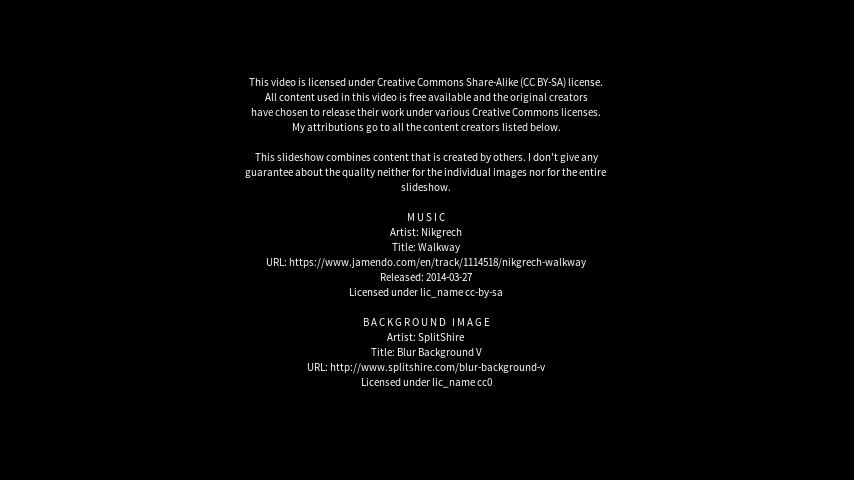 This video is licensed under Creative Commons Share-Alike (CC BY-SA) license.
All content used in this video is free available and the original creators
have chosen to release their work under various Creative Commons licenses.
My attributions go to all the content creators listed below.
This slideshow combines content that is created by others. I don't give any
guarantee about the quality neither for the individual images nor for the entire
slideshow.
M U S I C
Artist: Nikgrech
Title: Walkway
URL: https://www.jamendo.com/en/track/1114518/nikgrech-walkway
Released: 2014-03-27
Licensed under lic_name cc-by-sa
B A C K G R O U N D   I M A G E
Artist: SplitShire
Title: Blur Background V
URL: http://www.splitshire.com/blur-background-v
Licensed under lic_name cc0